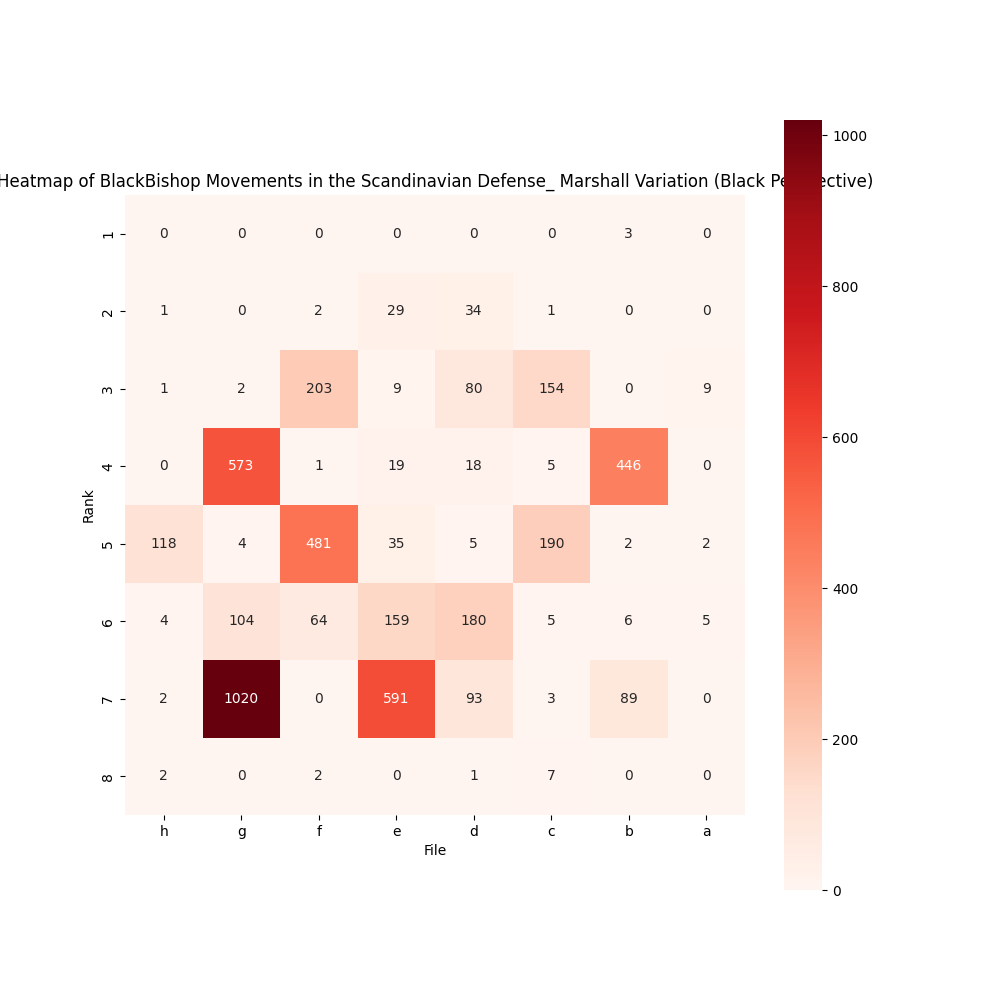 Heatmap of BlackBishop Movements in the Scandinavian Defense_ Marshall Variation (Black Pe ective)
1 0 0 0 0 0 3 0
1 0 2 29 34 1 0 0
1 2 203 9 80 154 0 9
0 573 1 19 18 5 446 0
118 4 481 35 5 190 2 2
4 104 64 159 180 5 6 5
2 1020 0 591 93 3 89 0
2 0 2 0 1 7 0 0
1
2
3
4
5
6
7
8
Rank
h g f e d c b a
File
1000
800
600
400
200
0